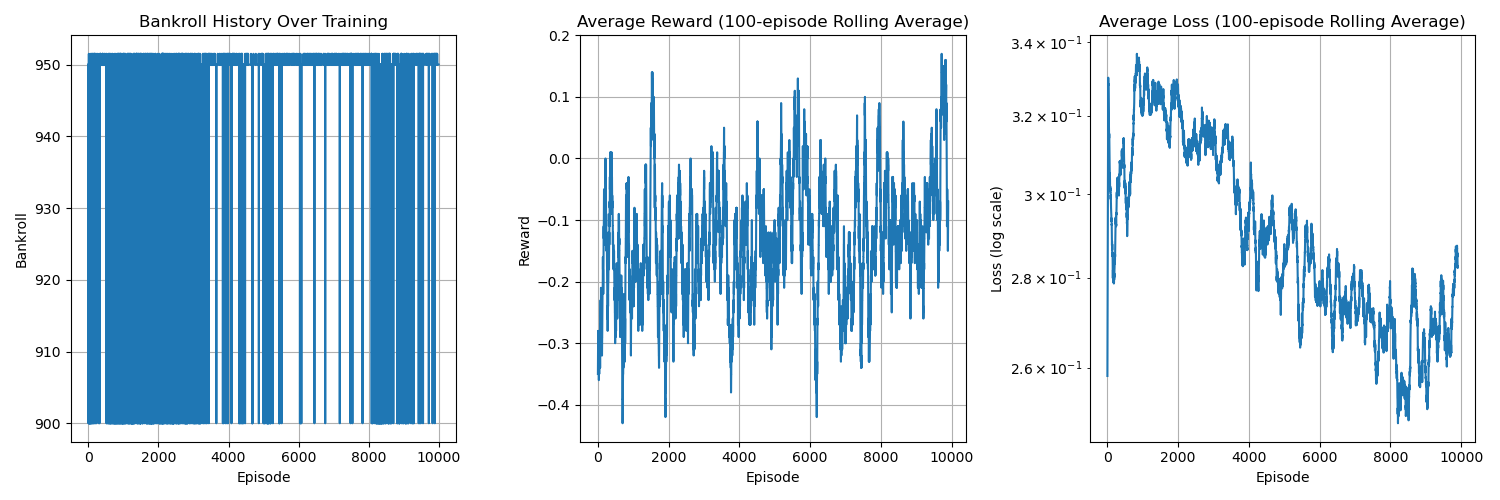 Bankroll History Over Training
950
940
930
920
910
900
Bankroll
0 2000 4000 6000 8000 10000
Episode
Average Reward (100-episode Rolling Average)
0.2
0.1
0.0
−0.1
−0.2
−0.3
−0.4
Reward
0 2000 4000 6000 8000 10000
Episode
Average Loss (100-episode Rolling Average)
3.4 × 10⁻¹
3.2 × 10⁻¹
3 × 10⁻¹
2.8 × 10⁻¹
2.6 × 10⁻¹
Loss (log scale)
0 2000 4000 6000 8000 10000
Episode